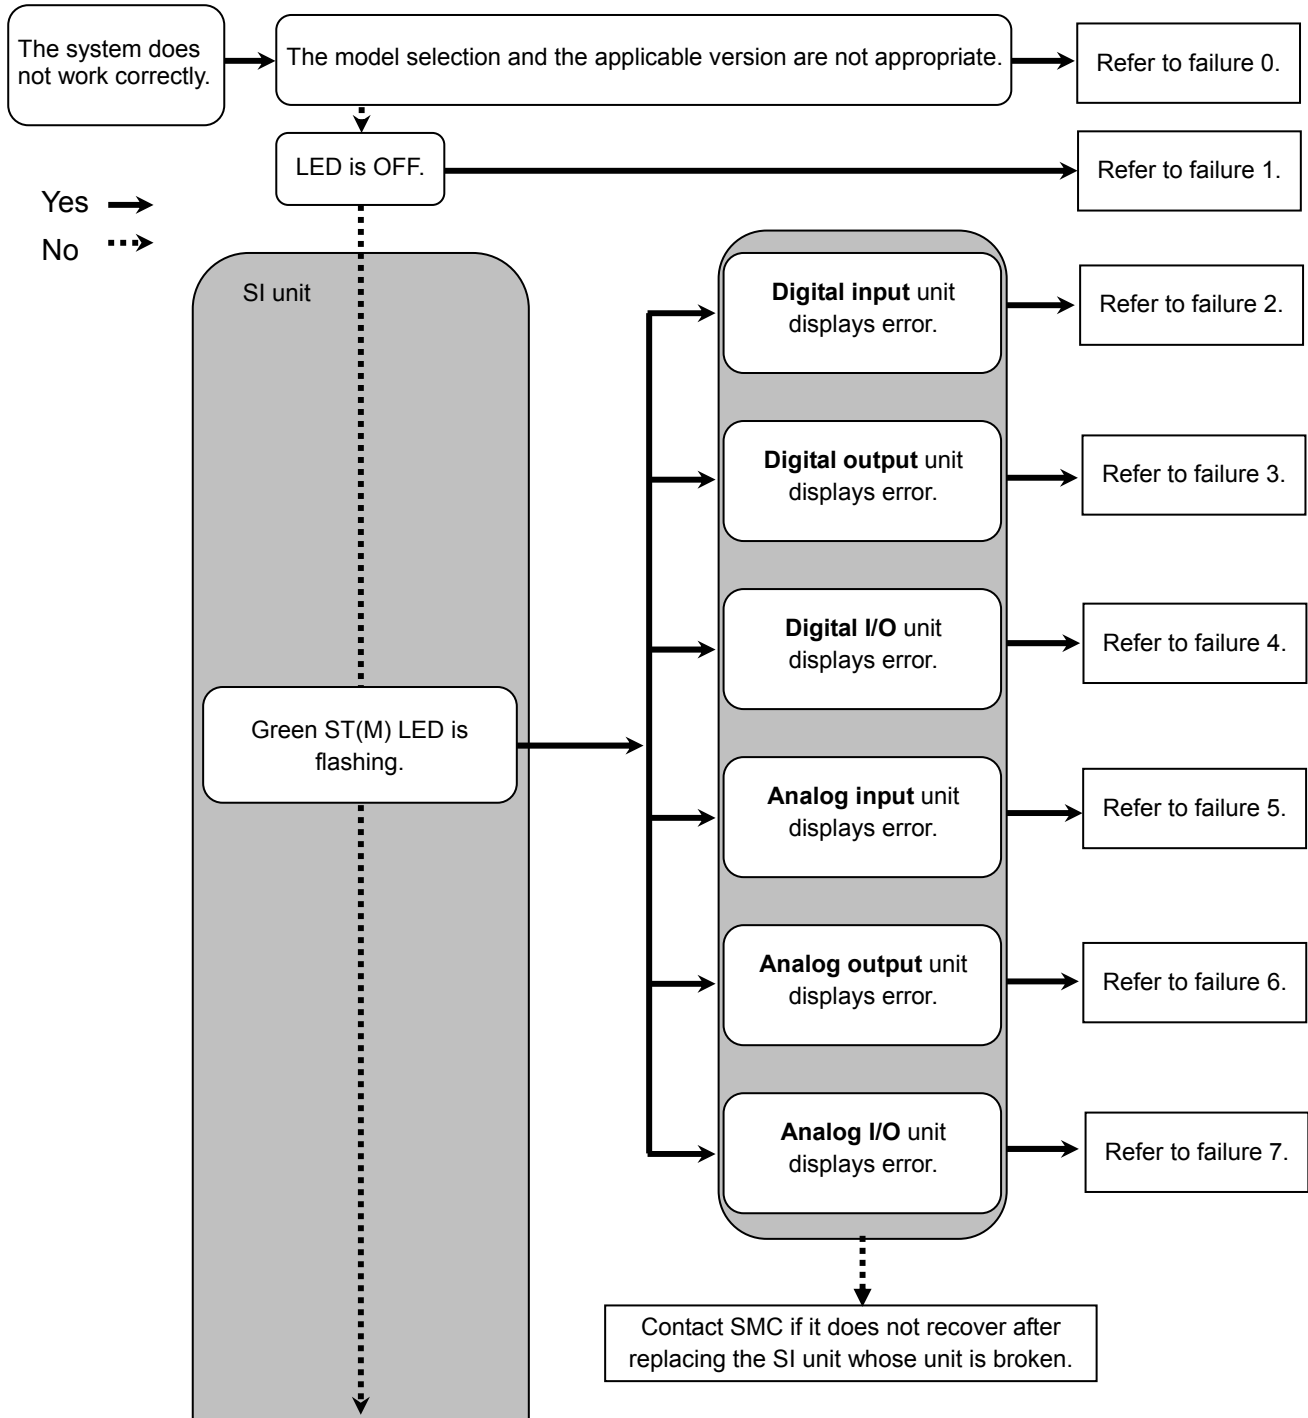 The system does
not work correctly.
The model selection and the applicable version are not appropriate.
Refer to failure 0.
LED is OFF.
Refer to failure 1.
Yes
No
SI unit
Digital input unit
displays error.
Refer to failure 2.
Digital output unit
displays error.
Refer to failure 3.
Digital I/O unit
displays error.
Refer to failure 4.
Green ST(M) LED is
flashing.
Analog input unit
displays error.
Refer to failure 5.
Analog output unit
displays error.
Refer to failure 6.
Analog I/O unit
displays error.
Refer to failure 7.
Contact SMC if it does not recover after
replacing the SI unit whose unit is broken.